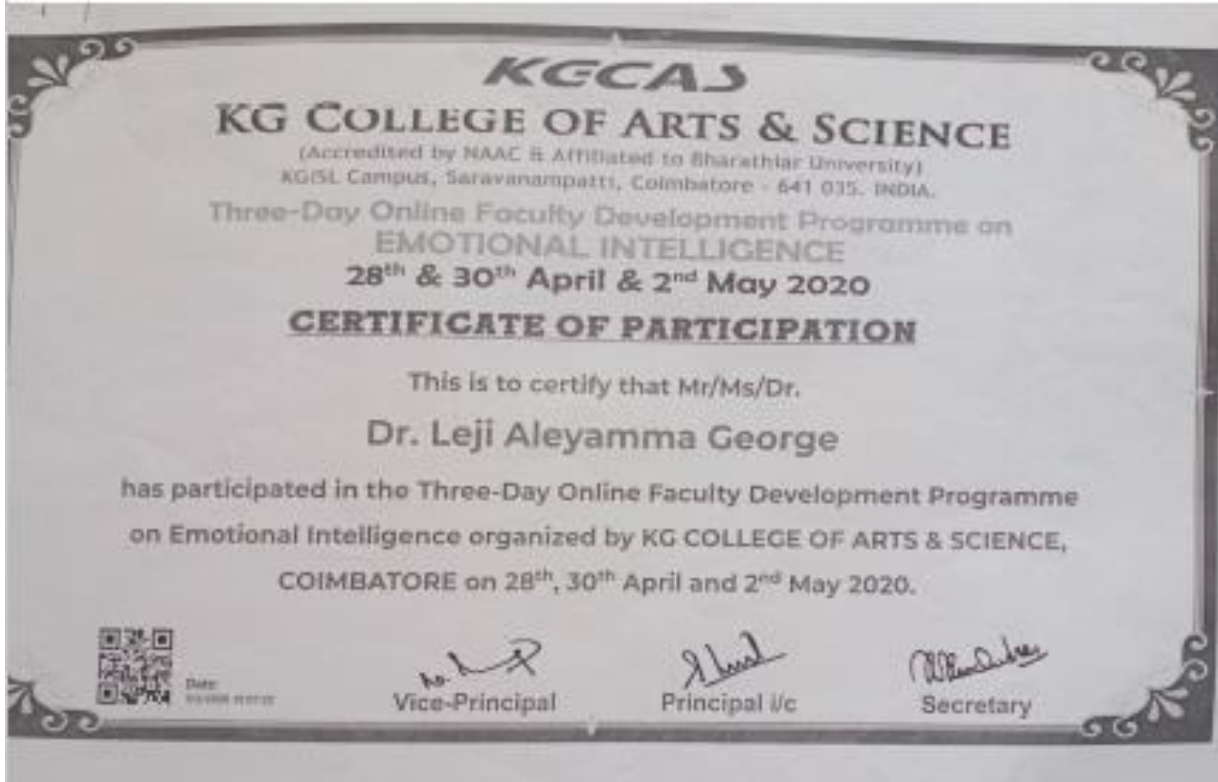 KGCAS
KG COLLEGE OF ARTS & SCIENCE
(Accredited by NAAC & Affiliated to Bharathiar University)
KGISL Campus, Saravanampatti, Coimbatore - 641 035. INDIA.
Three-Day Online Faculty Development Programme on
EMOTIONAL INTELLIGENCE
28th & 30th April & 2nd May 2020
CERTIFICATE OF PARTICIPATION
This is to certify that Mr/Ms/Dr.
Dr. Leji Aleyamma George
has participated in the Three-Day Online Faculty Development Programme
on Emotional Intelligence organized by KG COLLEGE OF ARTS & SCIENCE,
COIMBATORE on 28th, 30th April and 2nd May 2020.
Date:
Vice-Principal
Principal i/c
Secretary